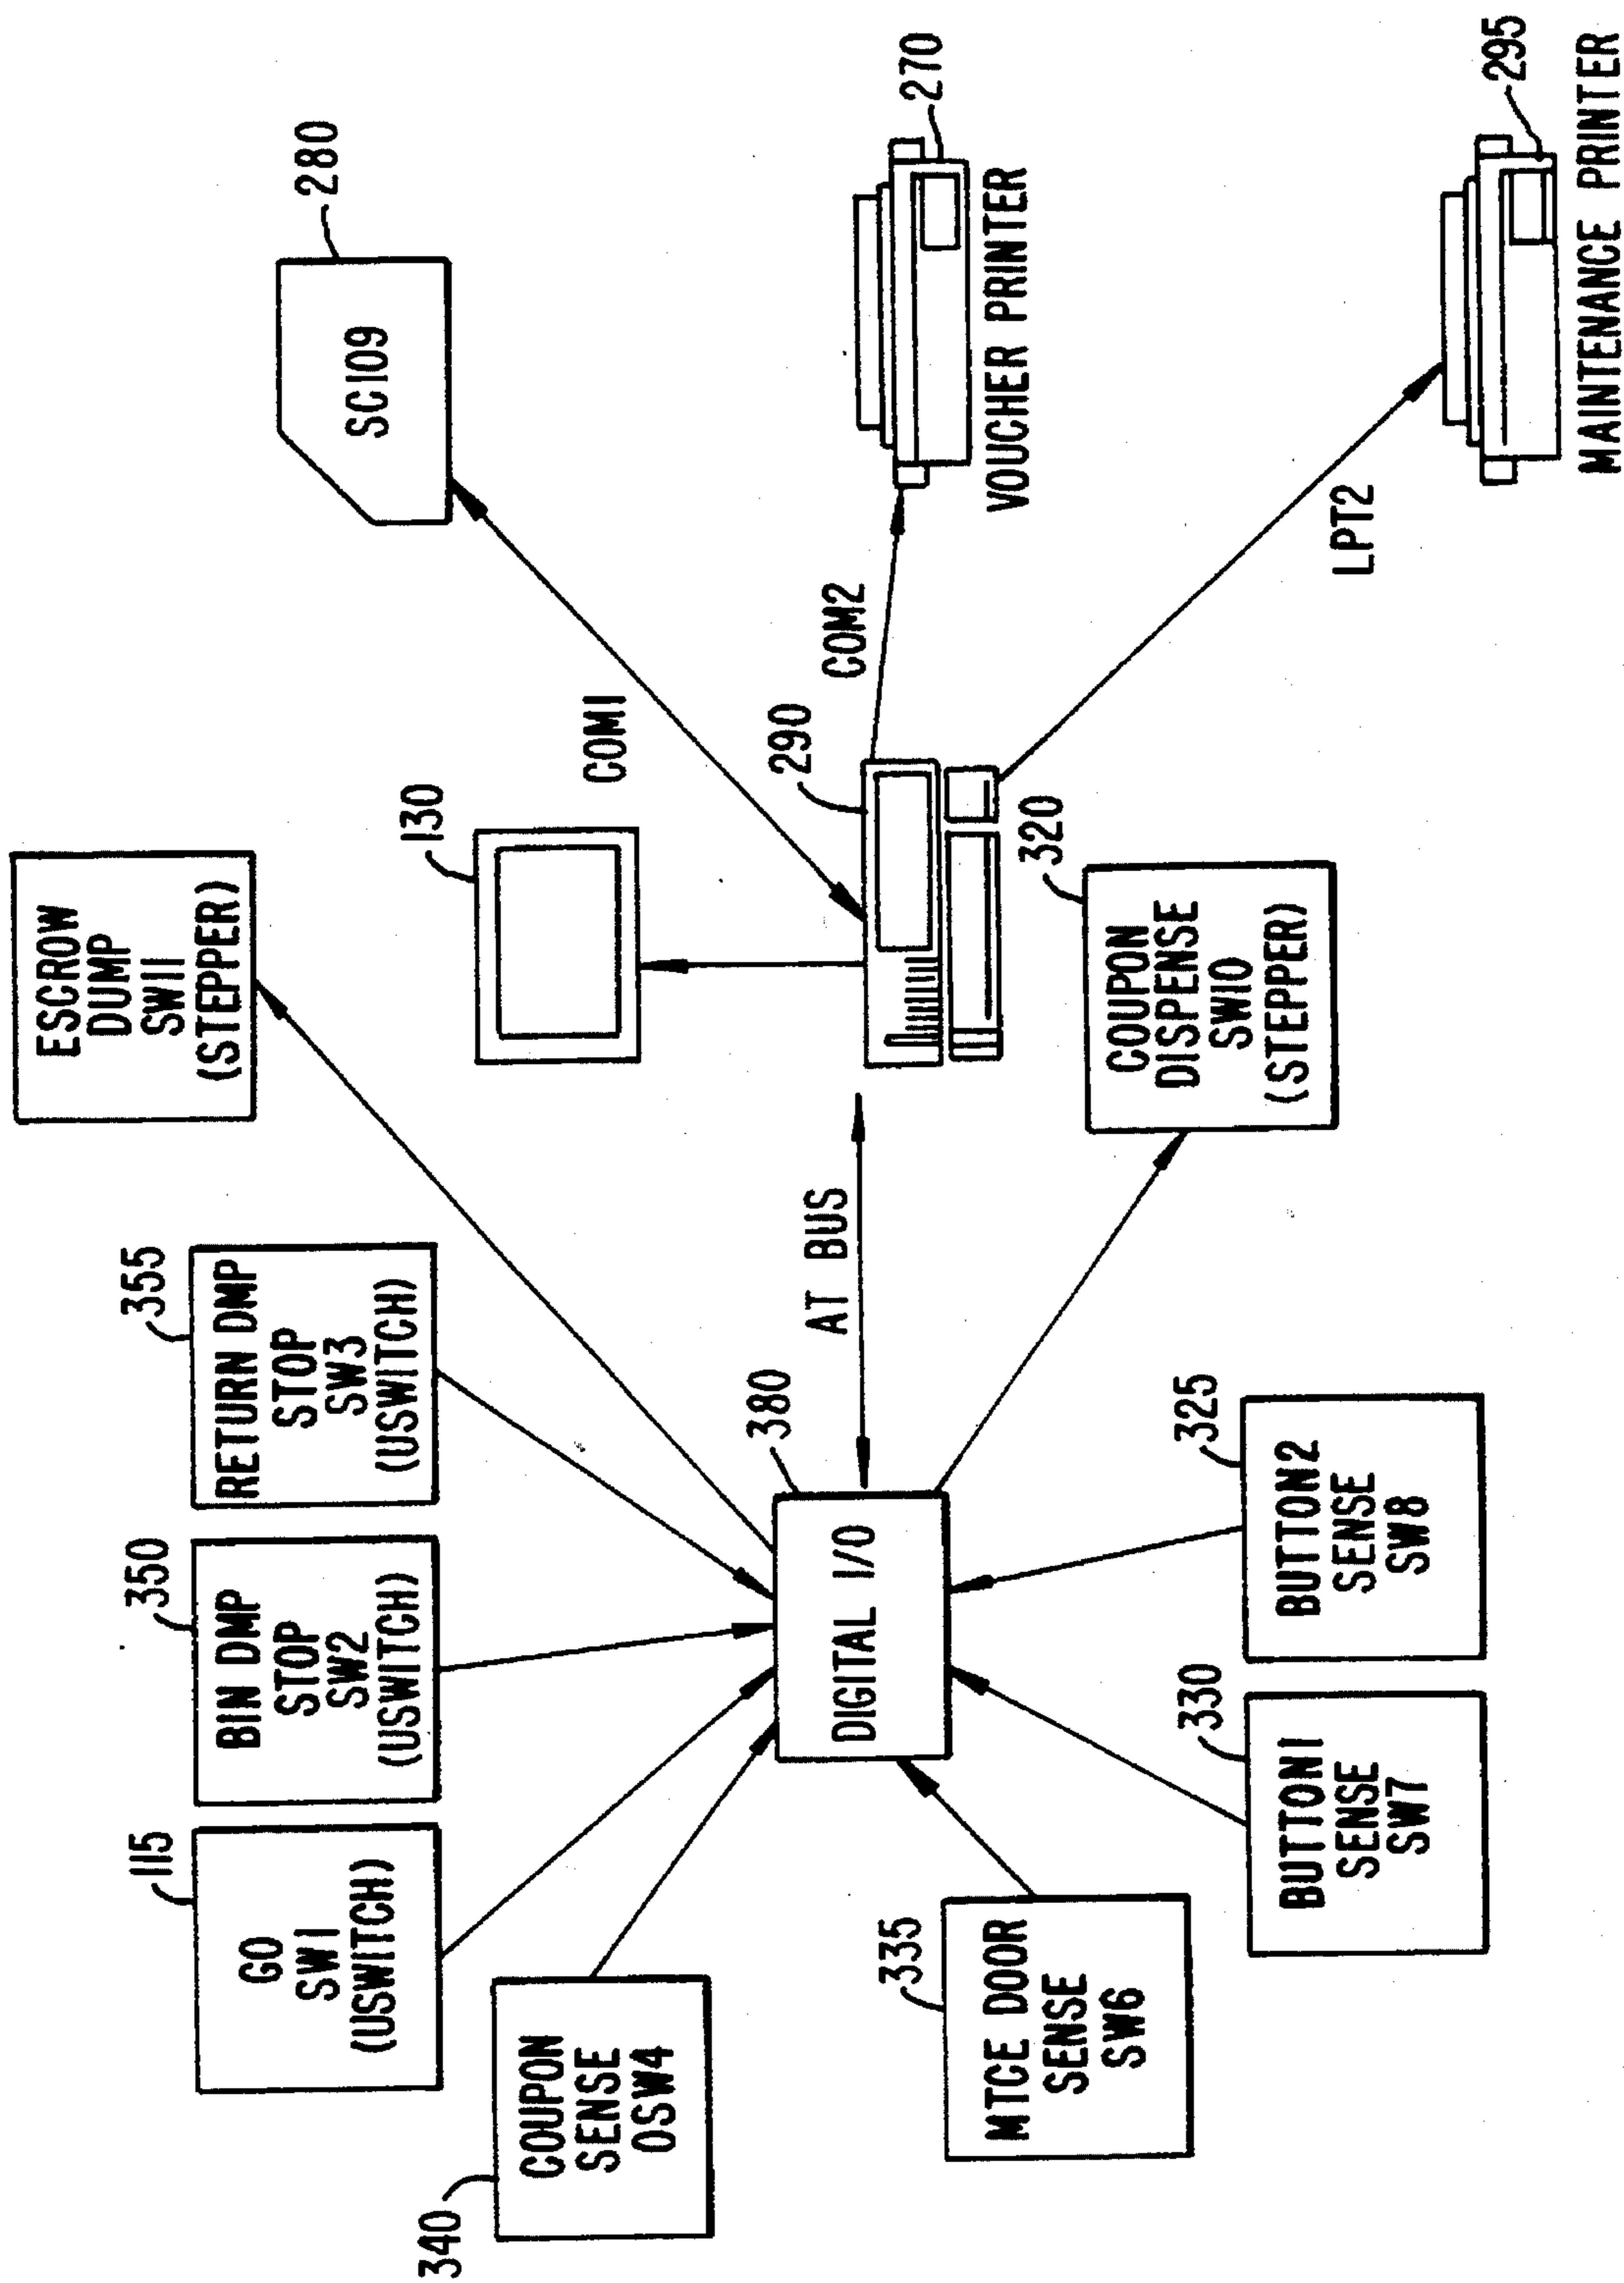 ESCROW
DUMP
SW11
(STEPPER)
355
RETURN DMP
STOP
SW3
(USWITCH)
350
BIN DMP
STOP
SW2
(USWITCH)
115
GO
SW1
(USWITCH)
340
COUPON
SENSE
OSW4
335
MTCE DOOR
SENSE
SW6
330
BUTTON1
SENSE
SW7
325
BUTTON2
SENSE
SW8
380
DIGITAL I/O
AT BUS
320
COUPON
DISPENSE
SW10
(STEPPER)
130
290
COM1
280
SC109
COM2
270
VOUCHER PRINTER
LPT2
295
MAINTENANCE PRINTER